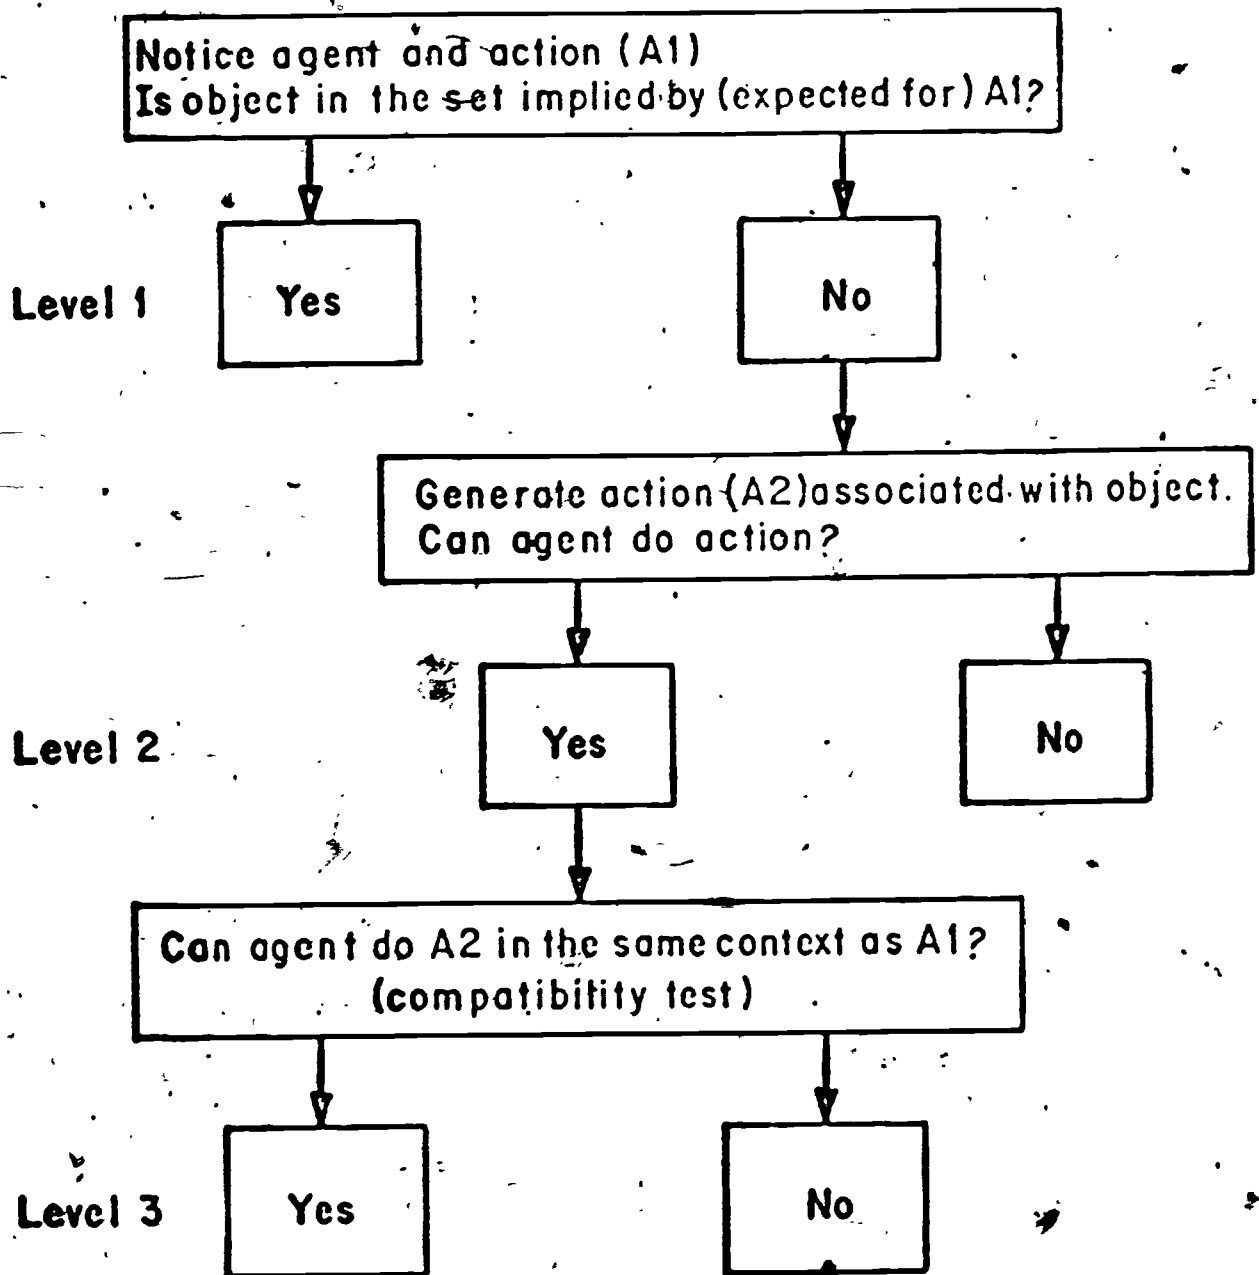 Notice agent and action (A1)
Is object in the set implied by (expected for) A1?
Level 1
Yes
No
Generate action (A2) associated with object.
Can agent do action?
Level 2
Yes
No
Can agent do A2 in the same context as A1?
(compatibility test)
Level 3
Yes
No